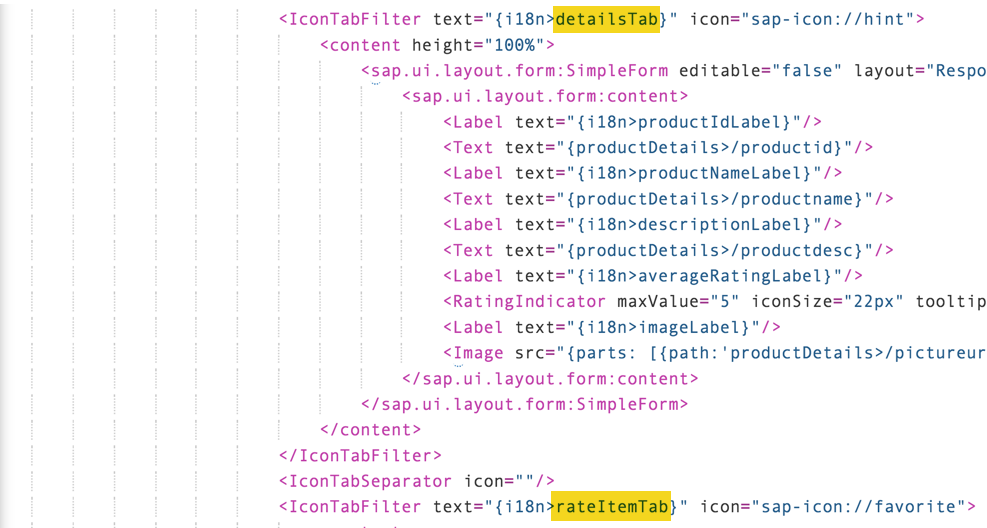 <IconTabFilter text="{i18n>detailsTab}" icon="sap-icon://hint">
<content height="100%">
<sap.ui.layout.form:SimpleForm editable="false" layout="Respo
<sap.ui.layout.form:content>
<Label text="{i18n>productIdLabel}"/>
<Text text="{productDetails>/productid}"/>
<Label text="{i18n>productNameLabel}"/>
<Text text="{productDetails>/productname}"/>
<Label text="{i18n>descriptionLabel}"/>
<Text text="{productDetails>/productdesc}"/>
<Label text="{i18n>averageRatingLabel}"/>
<RatingIndicator maxValue="5" iconSize="22px" tooltip
<Label text="{i18n>imageLabel}"/>
<Image src="{parts: [{path:'productDetails>/pictureur
</sap.ui.layout.form:content>
</sap.ui.layout.form:SimpleForm>
</content>
</IconTabFilter>
<IconTabSeparator icon=""/>
<IconTabFilter text="{i18n>rateItemTab}" icon="sap-icon://favorite">